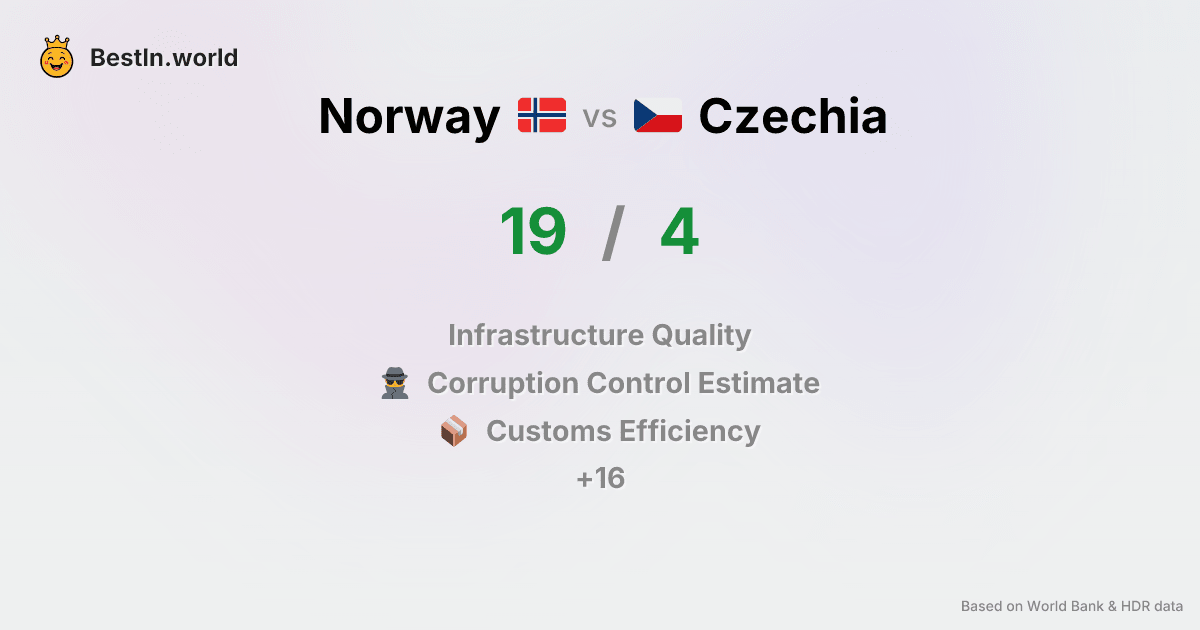 BestIn.world
Norway vs Czechia
19 / 4
Infrastructure Quality
Corruption Control Estimate
Customs Efficiency
+16
Based on World Bank & HDR data